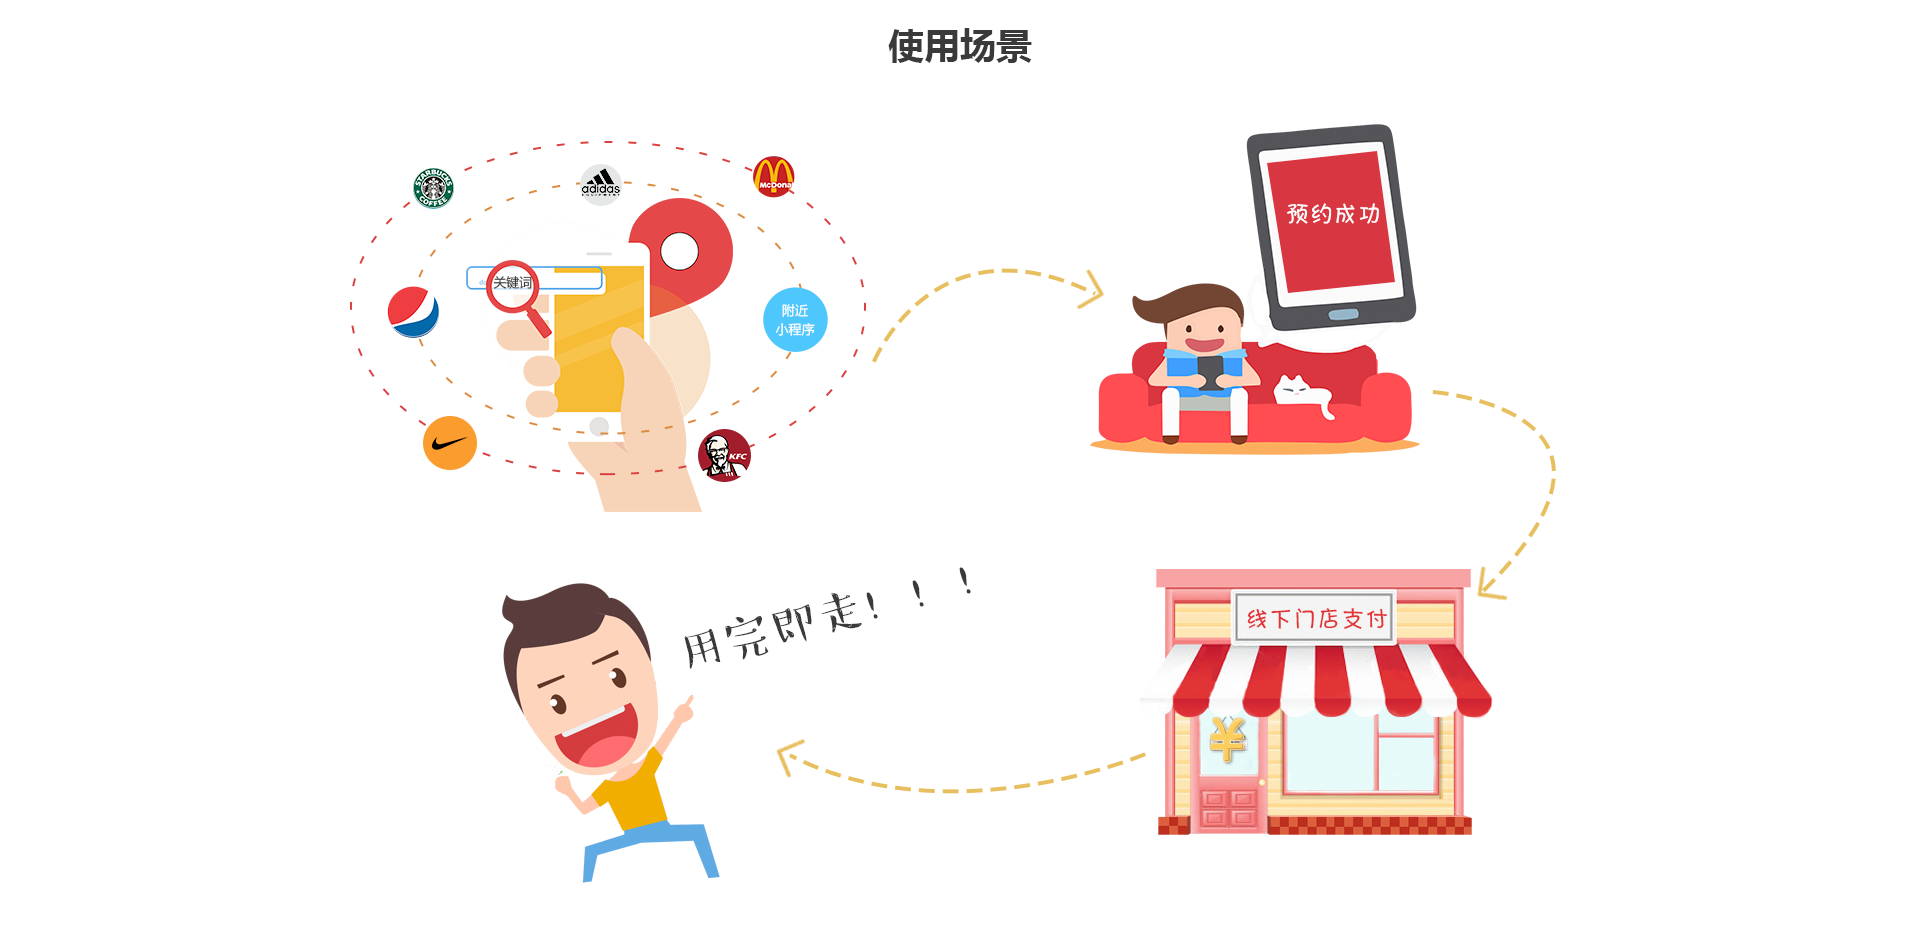 使用场景
STARBUCKS
COFFEE
adidas
McDona
预约成功
关键词
附近
小程序
KFC
用完即走！！！
线下门店支付
¥